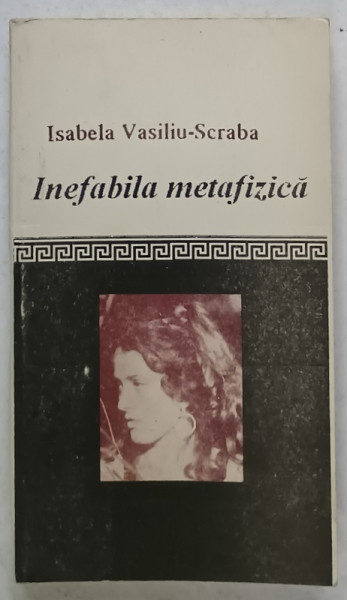 Isabela Vasiliu-Scraba
Inefabila metafizică